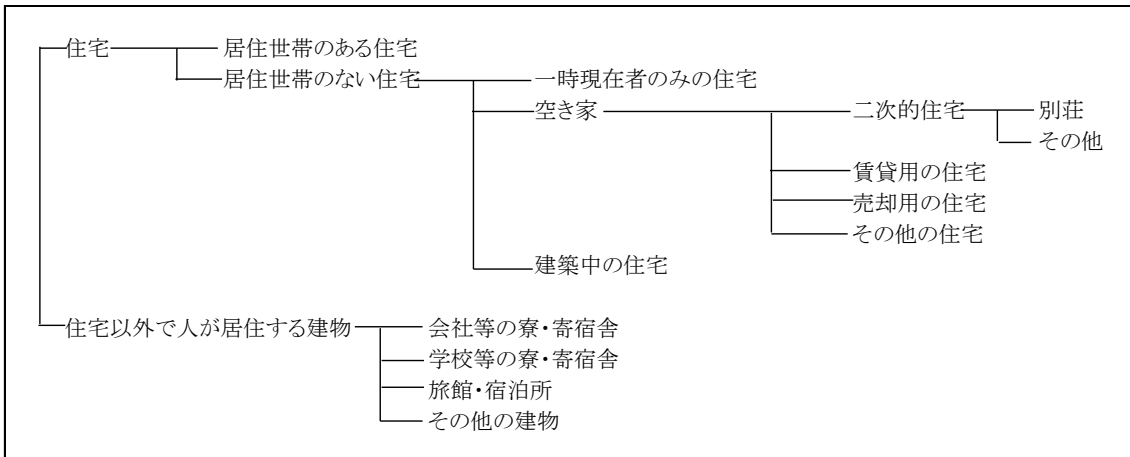 住宅 居住世帯のある住宅
居住世帯のない住宅 一時現在者のみの住宅
空き家 二次的住宅 別荘
その他
賃貸用の住宅
売却用の住宅
その他の住宅
建築中の住宅
住宅以外で人が居住する建物 会社等の寮・寄宿舎
学校等の寮・寄宿舎
旅館・宿泊所
その他の建物